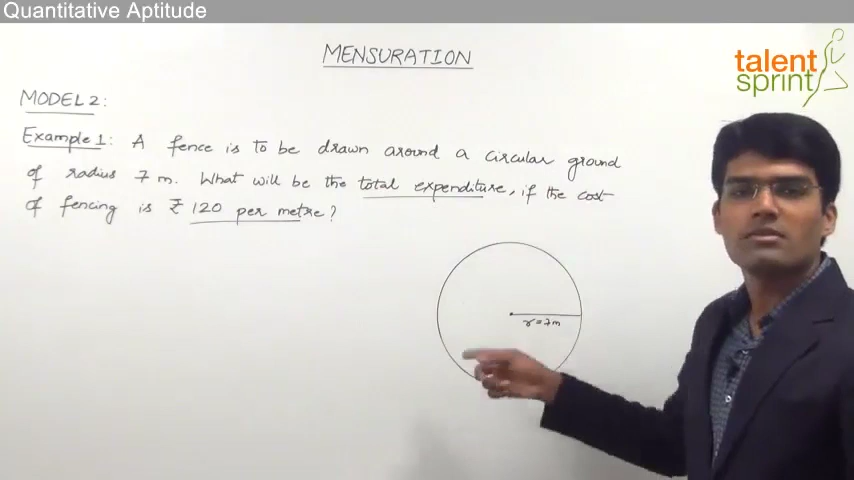 Quantitative Aptitude
MENSURATION
talent
sprint
MODEL 2:
Example 1: A fence is to be drawn around a circular ground
of radius 7 m. What will be the total expenditure, if the cost
of fencing is ₹ 120 per metre?
r = 7m